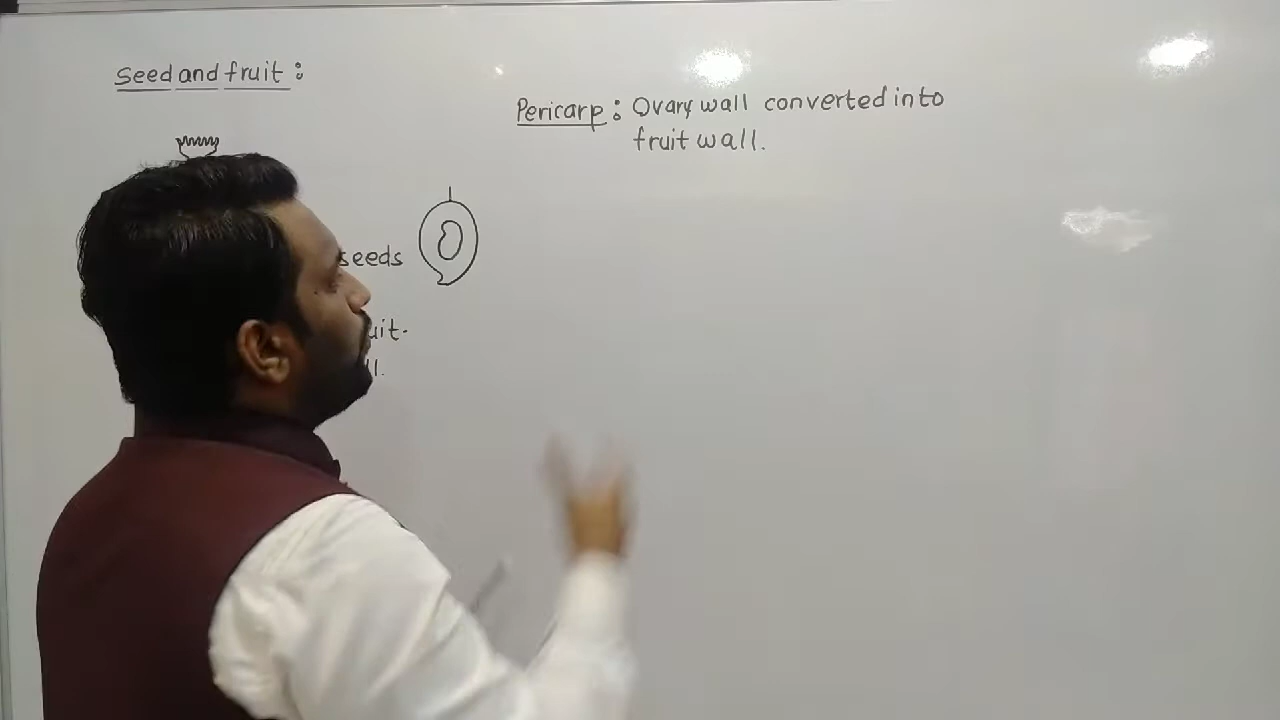 Seed and fruit :
Pericarp : Ovary wall converted into
fruit wall.
seeds